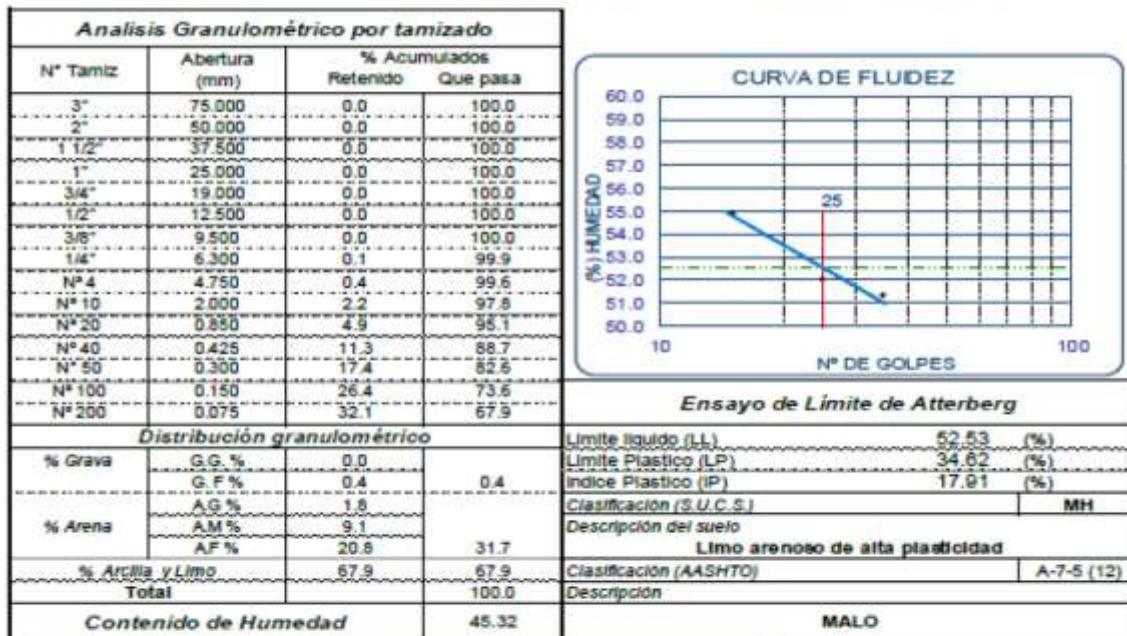 Analisis Granulométrico por tamizado
N° Tamiz Abertura (mm) % Acumulados
Retenido Que pasa
3" 75.000 0.0 100.0
2" 50.000 0.0 100.0
1 1/2" 37.500 0.0 100.0
1" 25.000 0.0 100.0
3/4" 19.000 0.0 100.0
1/2" 12.500 0.0 100.0
3/8" 9.500 0.0 100.0
1/4" 6.300 0.1 99.9
N° 4 4.750 0.4 99.6
N° 10 2.000 2.2 97.8
N° 20 0.850 4.9 95.1
N° 40 0.425 11.3 88.7
N° 50 0.300 17.4 82.6
N° 100 0.150 26.4 73.6
N° 200 0.075 32.1 67.9
Distribución granulométrico
% Grava G.G. % 0.0
G. F % 0.4 0.4
A.G % 1.8
% Arena A.M % 9.1
A.F % 20.8 31.7
% Arcilla y Limo 67.9 67.9
Total 100.0
Contenido de Humedad 45.32
CURVA DE FLUIDEZ
(%) HUMEDAD
60.0
59.0
58.0
57.0
56.0
55.0
54.0
53.0
52.0
51.0
50.0
25
10 100
N° DE GOLPES
Ensayo de Límite de Atterberg
Limite liquido (LL) 52.53 (%)
Limite Plastico (LP) 34.62 (%)
Indice Plastico (IP) 17.91 (%)
Clasificación (S.U.C.S.) MH
Descripción del suelo
Limo arenoso de alta plasticidad
Clasificación (AASHTO) A-7-5 (12)
Descripción
MALO